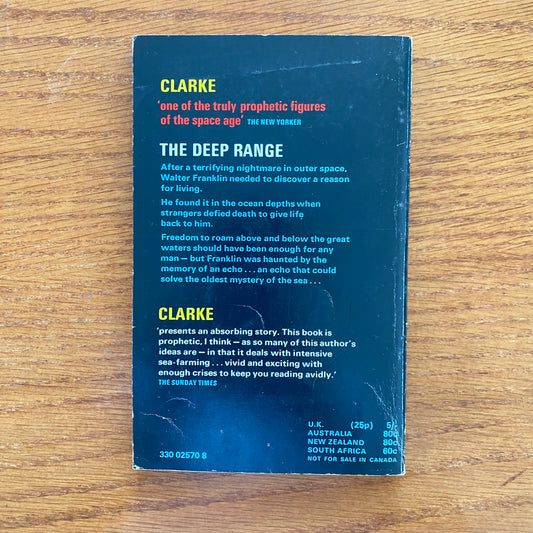 CLARKE
'one of the truly prophetic figures
of the space age' THE NEW YORKER
THE DEEP RANGE
After a terrifying nightmare in outer space,
Walter Franklin needed to discover a reason
for living.
He found it in the ocean depths when
strangers defied death to give life
back to him.
Freedom to roam above and below the great
waters should have been enough for any
man — but Franklin was haunted by the
memory of an echo . . . an echo that could
solve the oldest mystery of the sea . . .
CLARKE
'presents an absorbing story. This book is
prophetic, I think — as so many of this author's
ideas are — in that it deals with intensive
sea-farming . . . vivid and exciting with
enough crises to keep you reading avidly.'
THE SUNDAY TIMES
U.K. (25p) 5/-
AUSTRALIA 80c
NEW ZEALAND 80c
SOUTH AFRICA 60c
NOT FOR SALE IN CANADA
330 02570 8